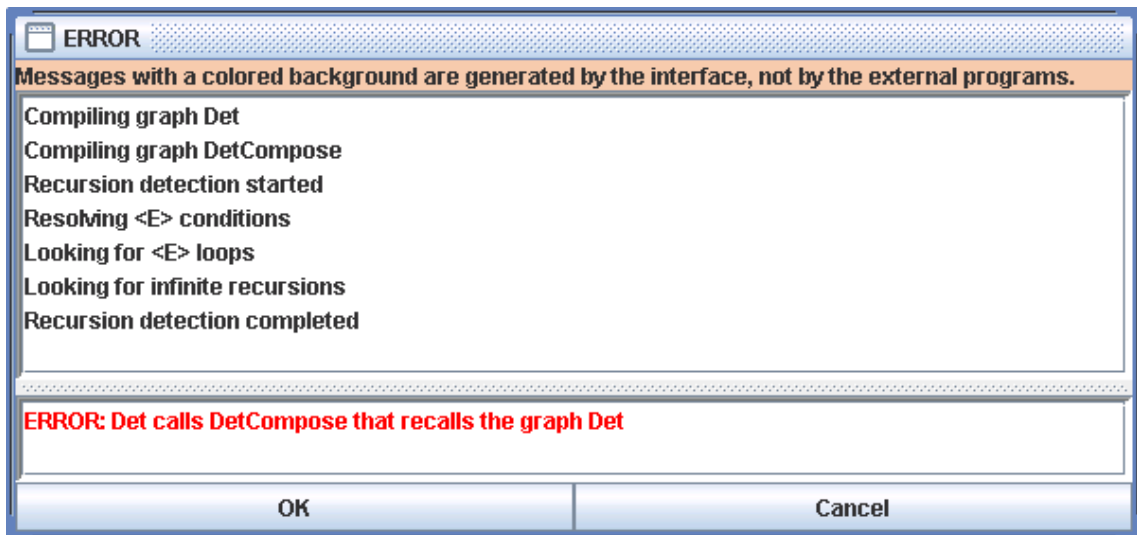 ERROR
Messages with a colored background are generated by the interface, not by the external programs.
Compiling graph Det
Compiling graph DetCompose
Recursion detection started
Resolving <E> conditions
Looking for <E> loops
Looking for infinite recursions
Recursion detection completed
ERROR: Det calls DetCompose that recalls the graph Det
OK
Cancel